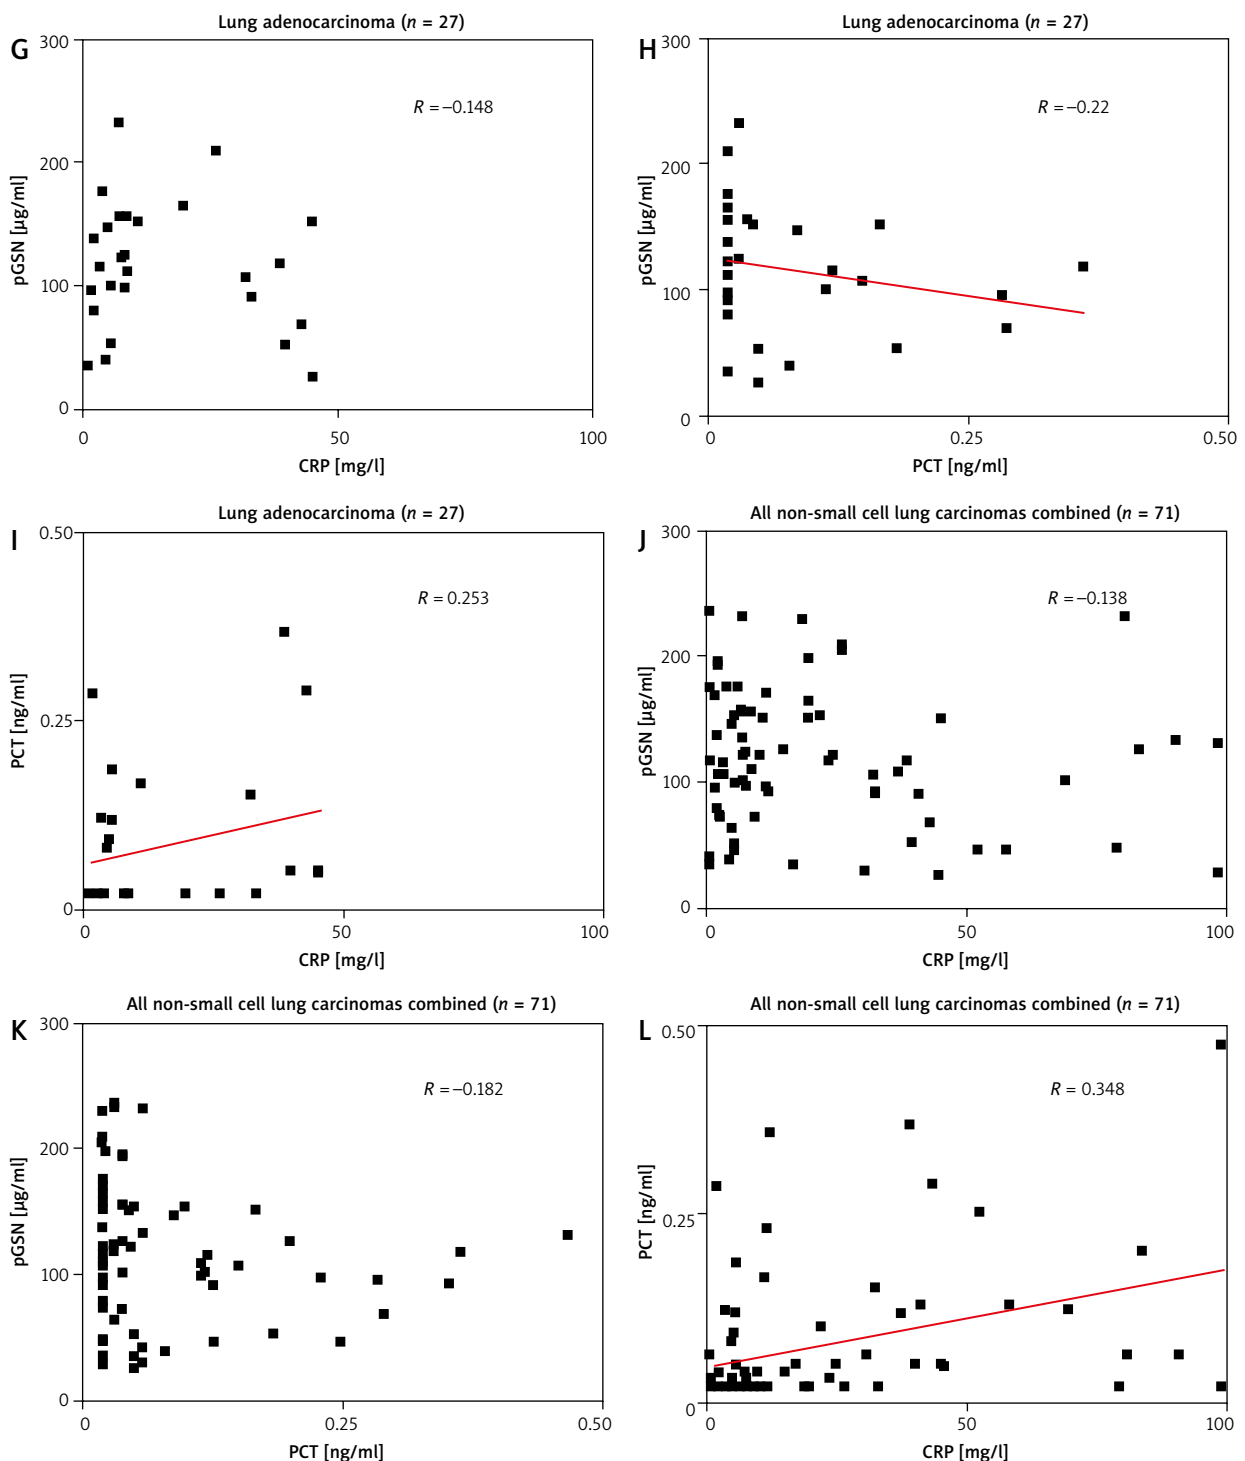 G
Lung adenocarcinoma (n = 27)
R = –0.148
pGSN [µg/ml]
300
200
100
0
0 50 100
CRP [mg/l]
H
Lung adenocarcinoma (n = 27)
R = –0.22
pGSN [µg/ml]
300
200
100
0
0 0.25 0.50
PCT [ng/ml]
I
Lung adenocarcinoma (n = 27)
R = 0.253
PCT [ng/ml]
0.50
0.25
0
0 50 100
CRP [mg/l]
J
All non-small cell lung carcinomas combined (n = 71)
R = –0.138
pGSN [µg/ml]
300
200
100
0
0 50 100
CRP [mg/l]
K
All non-small cell lung carcinomas combined (n = 71)
R = –0.182
pGSN [µg/ml]
300
200
100
0
0 0.25 0.50
PCT [ng/ml]
L
All non-small cell lung carcinomas combined (n = 71)
R = 0.348
PCT [ng/ml]
0.50
0.25
0
0 50 100
CRP [mg/l]